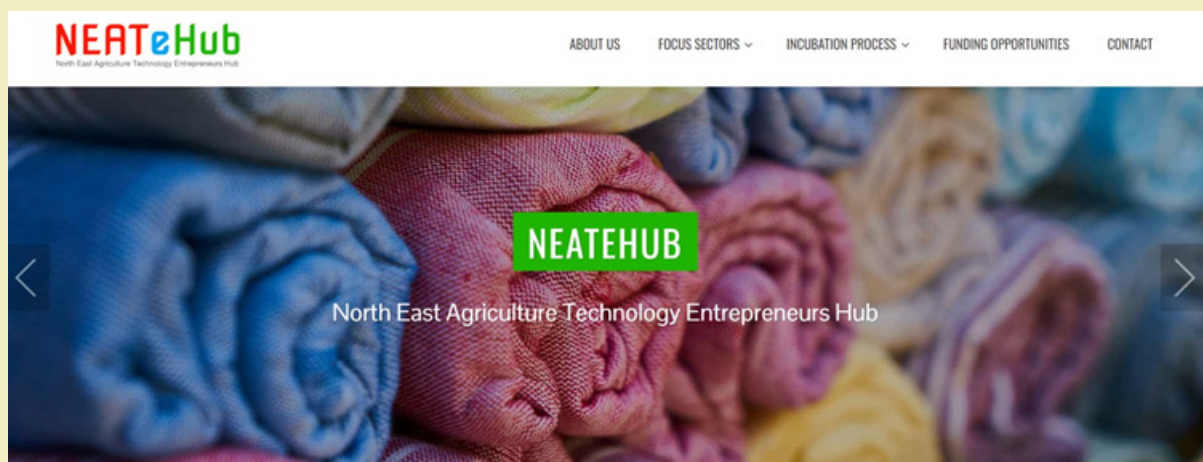 NEATeHub
North East Agriculture Technology Entrepreneurs Hub
ABOUT US FOCUS SECTORS INCUBATION PROCESS FUNDING OPPORTUNITIES CONTACT
NEATEHUB
North East Agriculture Technology Entrepreneurs Hub